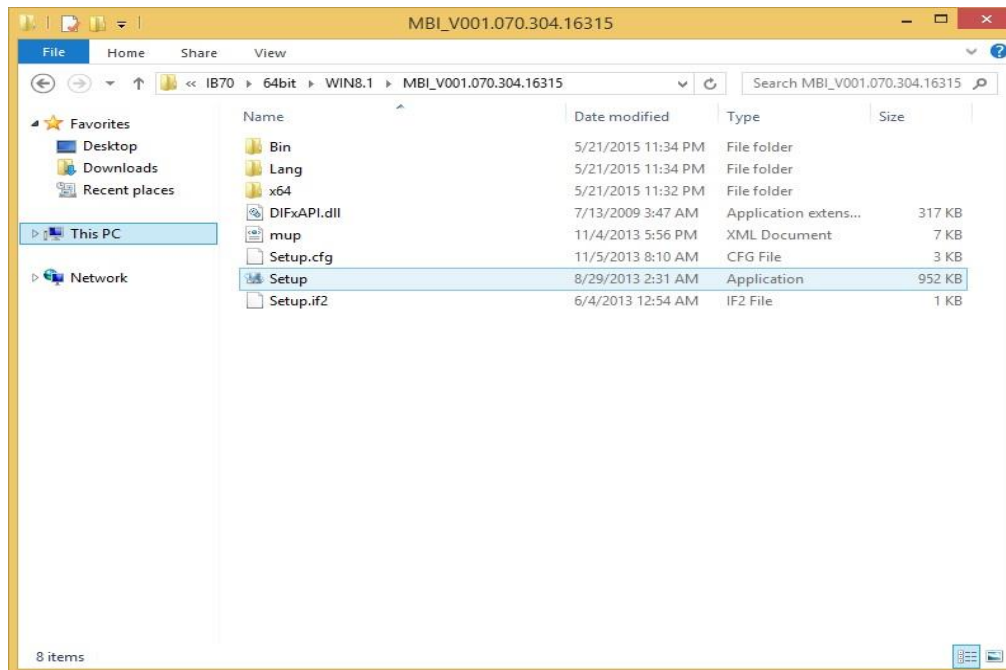 MBI_V001.070.304.16315
File Home Share View
« IB70 64bit WIN8.1 MBI_V001.070.304.16315 Search MBI_V001.070.304.16315
Favorites
Desktop
Downloads
Recent places
This PC
Network
Name Date modified Type Size
Bin 5/21/2015 11:34 PM File folder
Lang 5/21/2015 11:34 PM File folder
x64 5/21/2015 11:32 PM File folder
DIFxAPI.dll 7/13/2009 3:47 AM Application extens... 317 KB
mup 11/4/2013 5:56 PM XML Document 7 KB
Setup.cfg 11/5/2013 8:10 AM CFG File 3 KB
Setup 8/29/2013 2:31 AM Application 952 KB
Setup.if2 6/4/2013 12:54 AM IF2 File 1 KB
8 items